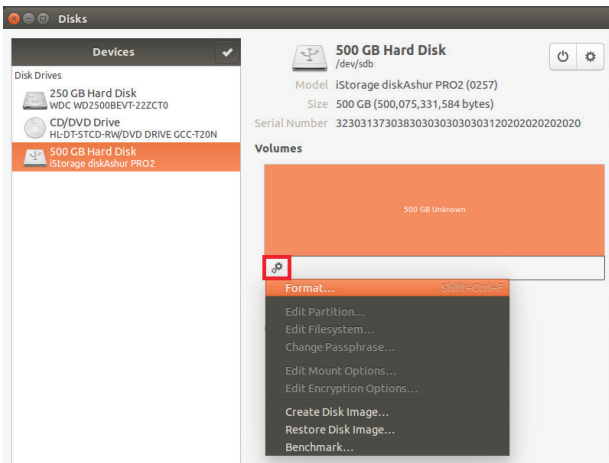 Disks
Devices
Disk Drives
250 GB Hard Disk
WDC WD2500BEVT-22ZCT0
CD/DVD Drive
HL-DT-STCD-RW/DVD DRIVE GCC-T20N
500 GB Hard Disk
iStorage diskAshur PRO2
500 GB Hard Disk
/dev/sdb
Model iStorage diskAshur PRO2 (0257)
Size 500 GB (500,075,331,584 bytes)
Serial Number 32303137303830303030303031202020202020
Volumes
500 GB Unknown
Format... Shift+Ctrl+F
Edit Partition...
Edit Filesystem...
Change Passphrase...
Edit Mount Options...
Edit Encryption Options...
Create Disk Image...
Restore Disk Image...
Benchmark...